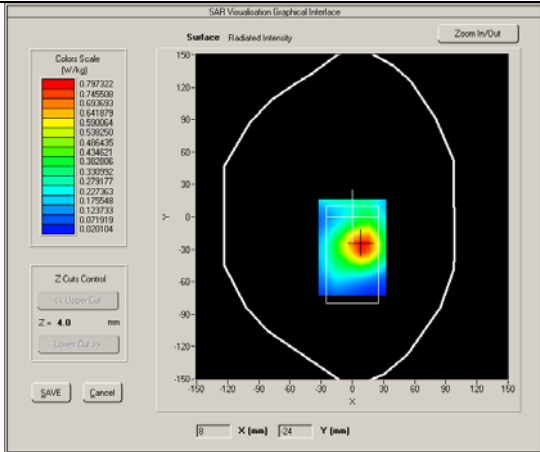 SAR Visualisation Graphical Interface
Surface Radiated Intensity
Zoom In/Out
Colors Scale
(W/kg)
0.797322
0.745508
0.693693
0.641879
0.590064
0.538250
0.486435
0.434621
0.382806
0.330992
0.279177
0.227363
0.175548
0.123733
0.071919
0.020104
Z Cuts Control
<< Upper Cut
Z = 4.0 mm
Lower Cut >>
SAVE
Cancel
150
120
90
60
30
0
-30
-60
-90
-120
-150
Y
-150 -120 -90 -60 -30 0 30 60 90 120 150
X
8 X (mm) -24 Y (mm)